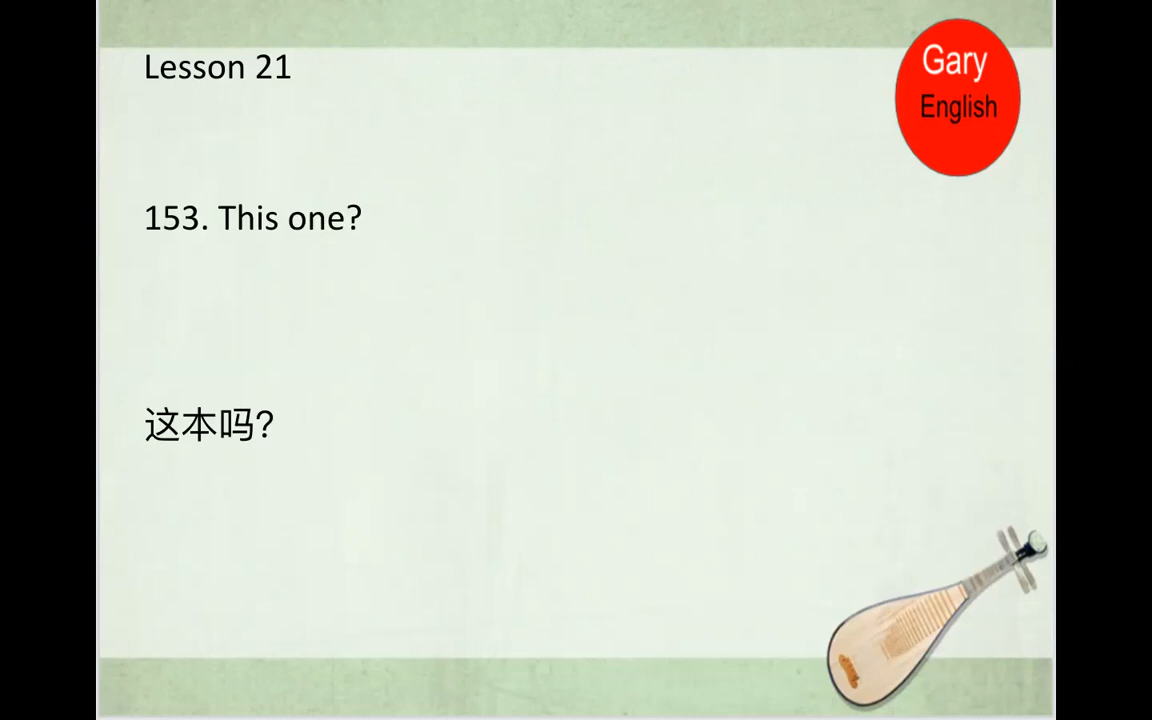 Lesson 21
Gary
English
153. This one?
这本吗?